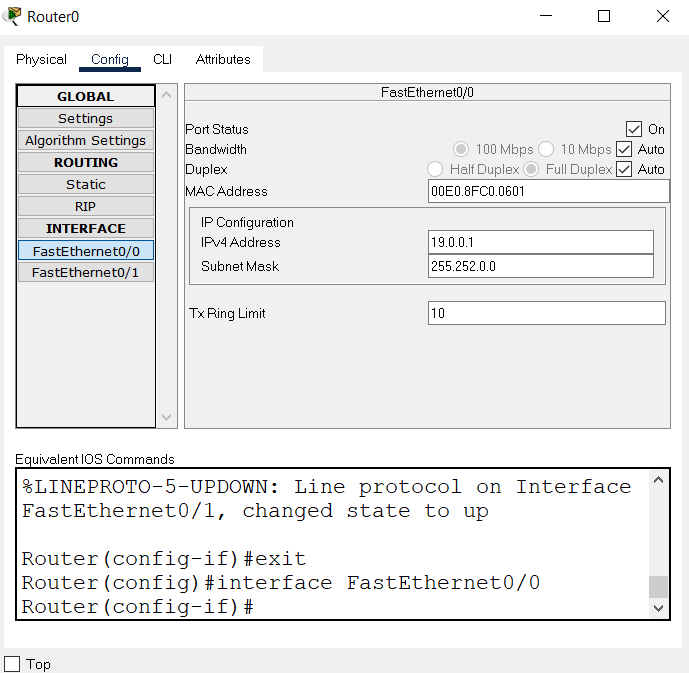 Router0
Physical Config CLI Attributes
GLOBAL
Settings
Algorithm Settings
ROUTING
Static
RIP
INTERFACE
FastEthernet0/0
FastEthernet0/1
FastEthernet0/0
Port Status On
Bandwidth 100 Mbps 10 Mbps Auto
Duplex Half Duplex Full Duplex Auto
MAC Address 00E0.8FC0.0601
IP Configuration
IPv4 Address 19.0.0.1
Subnet Mask 255.252.0.0
Tx Ring Limit 10
Equivalent IOS Commands
%LINEPROTO-5-UPDOWN: Line protocol on Interface
FastEthernet0/1, changed state to up
Router(config-if)#exit
Router(config)#interface FastEthernet0/0
Router(config-if)#
Top